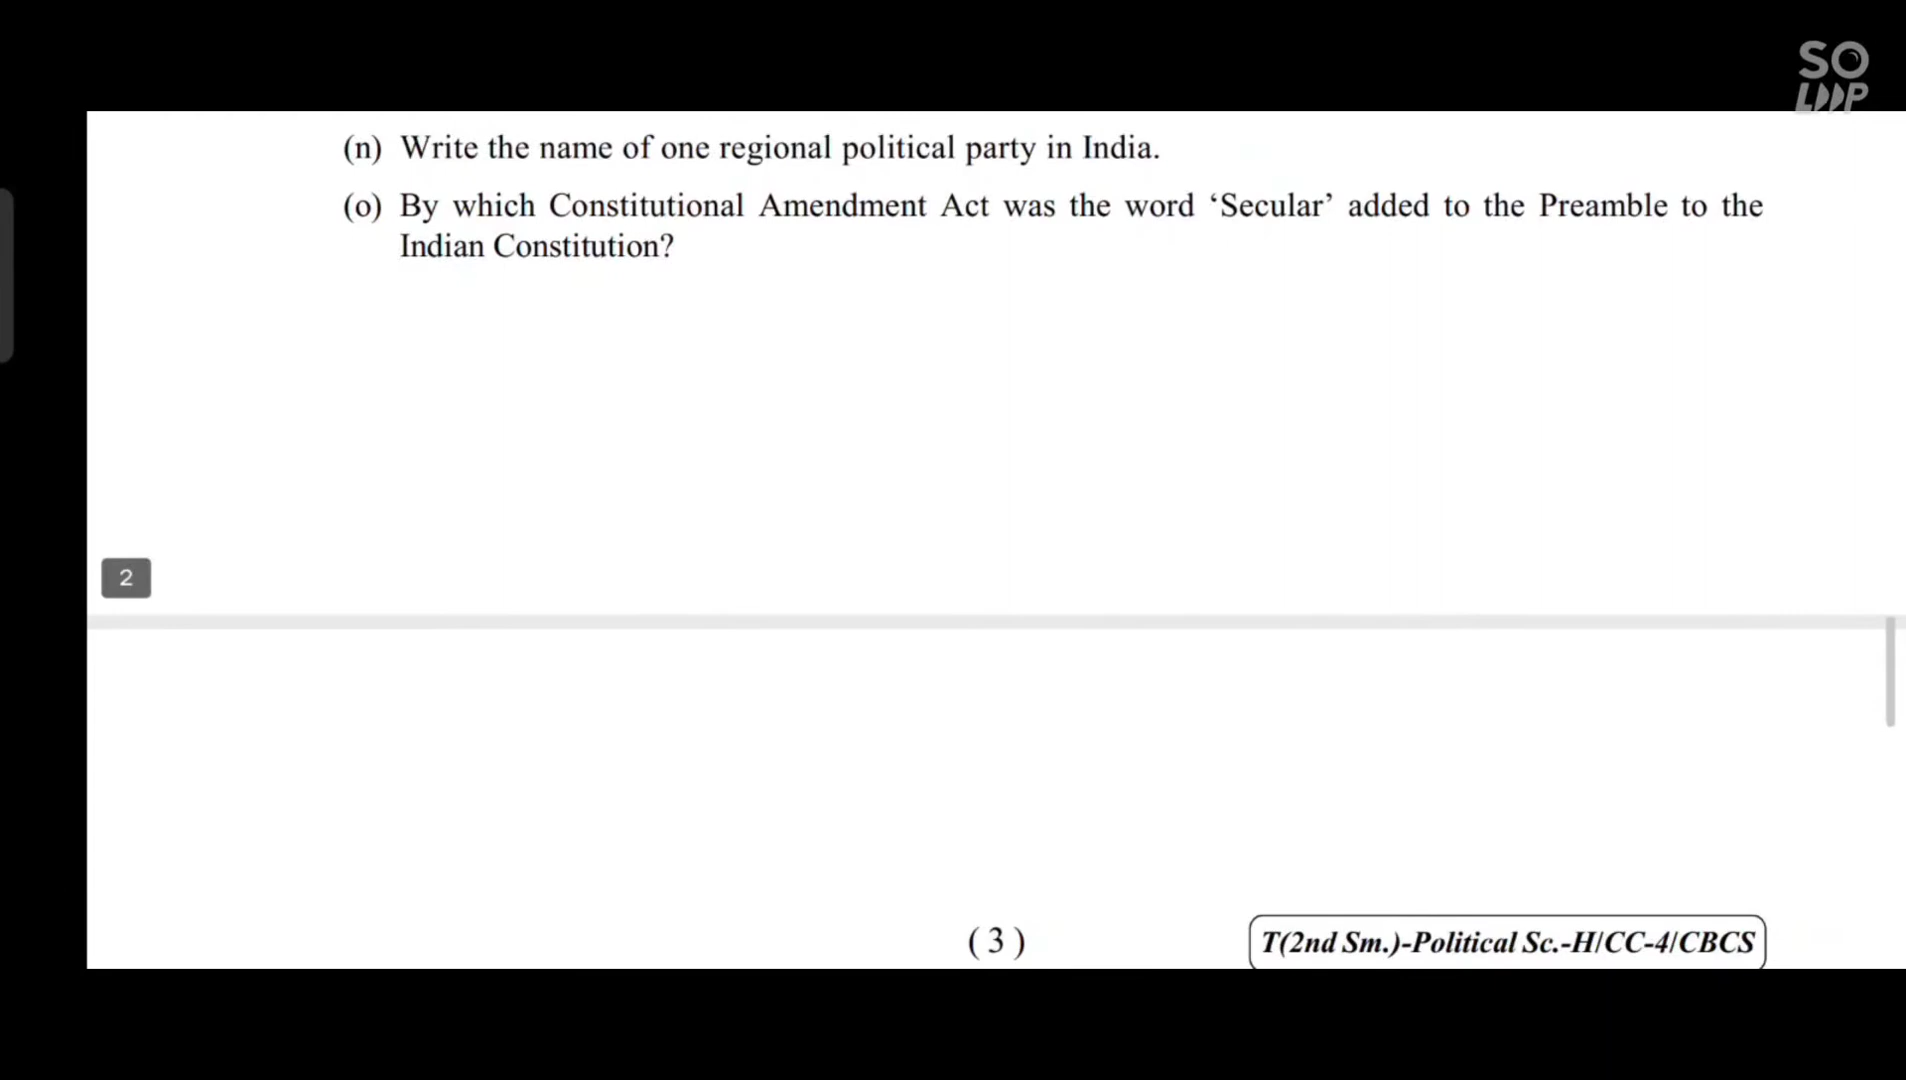 SO
LOOP
(n) Write the name of one regional political party in India.
(o) By which Constitutional Amendment Act was the word ‘Secular’ added to the Preamble to the
Indian Constitution?
2
( 3 )
T(2nd Sm.)-Political Sc.-H/CC-4/CBCS